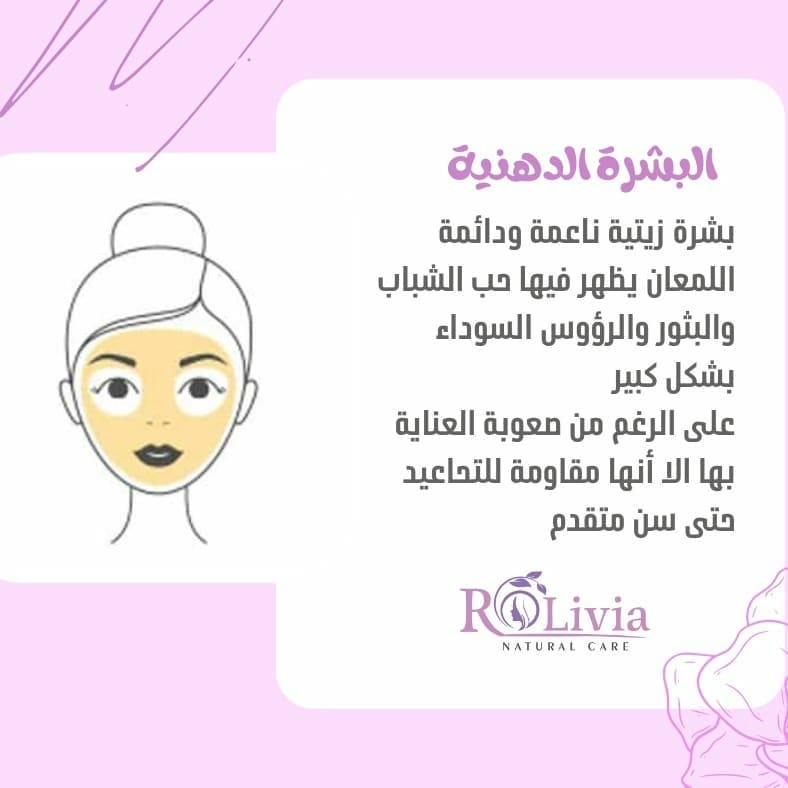 البشرة الدهنية
بشرة زيتية ناعمة ودائمة
اللمعان يظهر فيها حب الشباب
والبثور والرؤوس السوداء
بشكل كبير
على الرغم من صعوبة العناية
بها الا أنها مقاومة للتجاعيد
حتى سن متقدم
ROLivia
NATURAL CARE